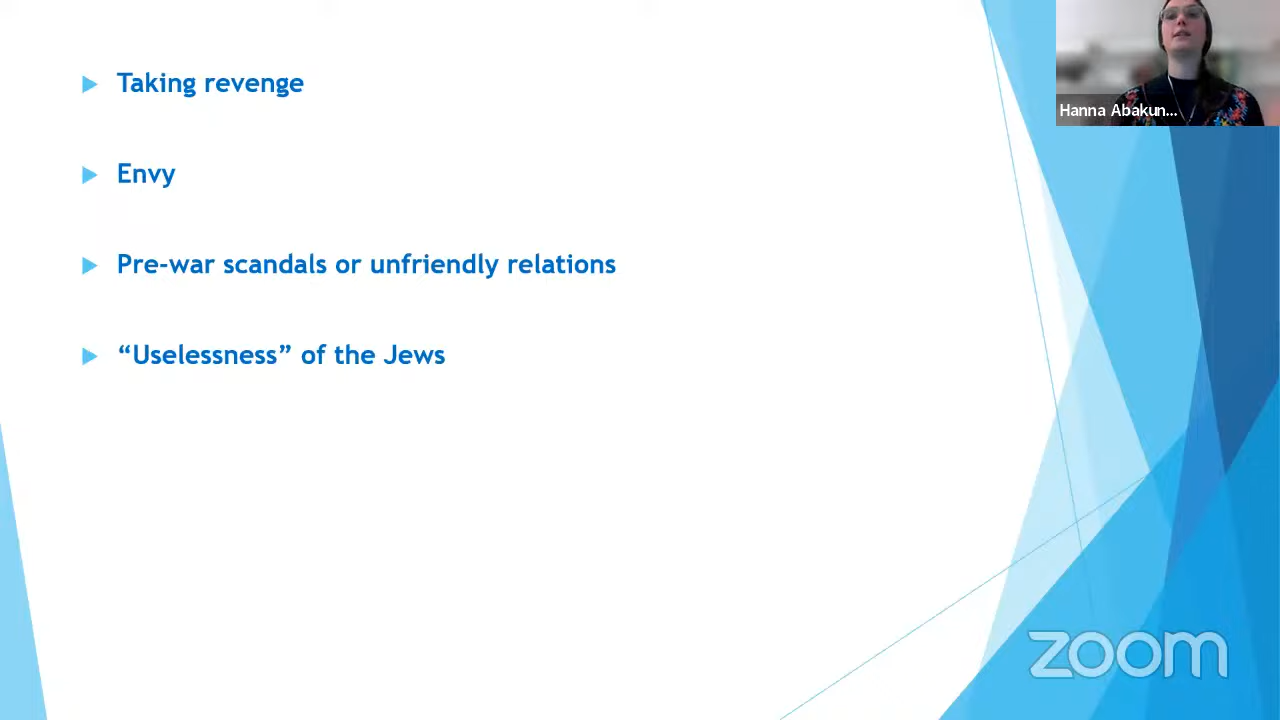 Taking revenge
Envy
Pre-war scandals or unfriendly relations
“Uselessness” of the Jews
Hanna Abakun...
zoom